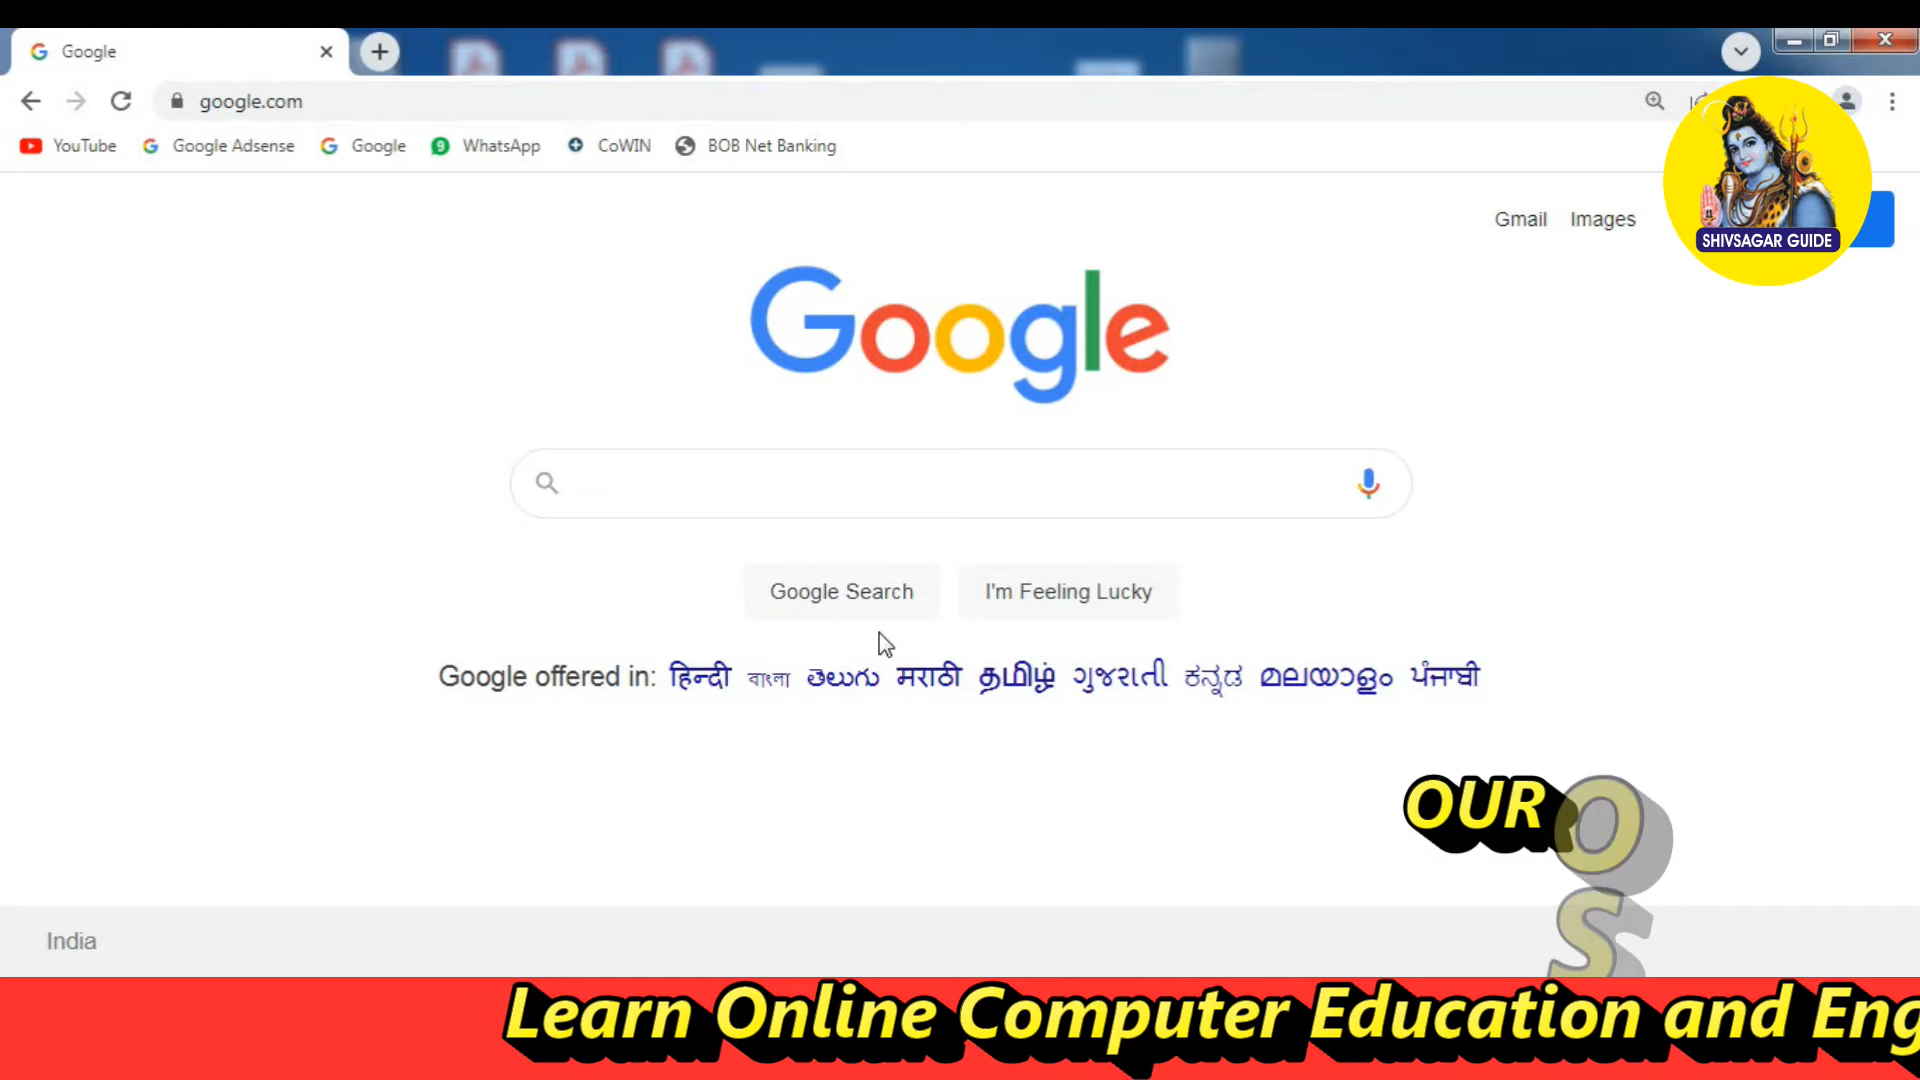 Google
google.com
YouTube Google Adsense Google WhatsApp CoWIN BOB Net Banking
Gmail Images
SHIVSAGAR GUIDE
Google
Google Search I'm Feeling Lucky
Google offered in: हिन्दी বাংলা తెలుగు मराठी தமிழ் ગુજરાતી ಕನ್ನಡ മലയാളം ਪੰਜਾਬੀ
OUR O
S
India
Learn Online Computer Education and Eng